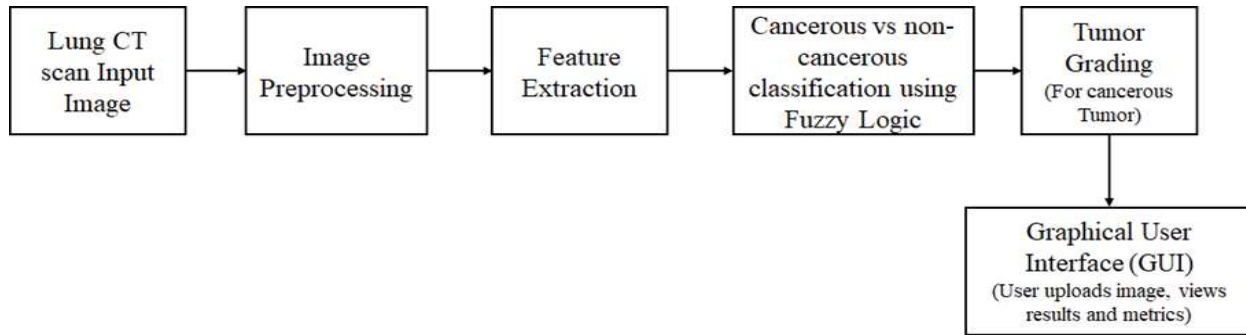 Lung CT
scan Input
Image
Image
Preprocessing
Feature
Extraction
Cancerous vs non-
cancerous
classification using
Fuzzy Logic
Tumor
Grading
(For cancerous
Tumor)
Graphical User
Interface (GUI)
(User uploads image, views
results and metrics)